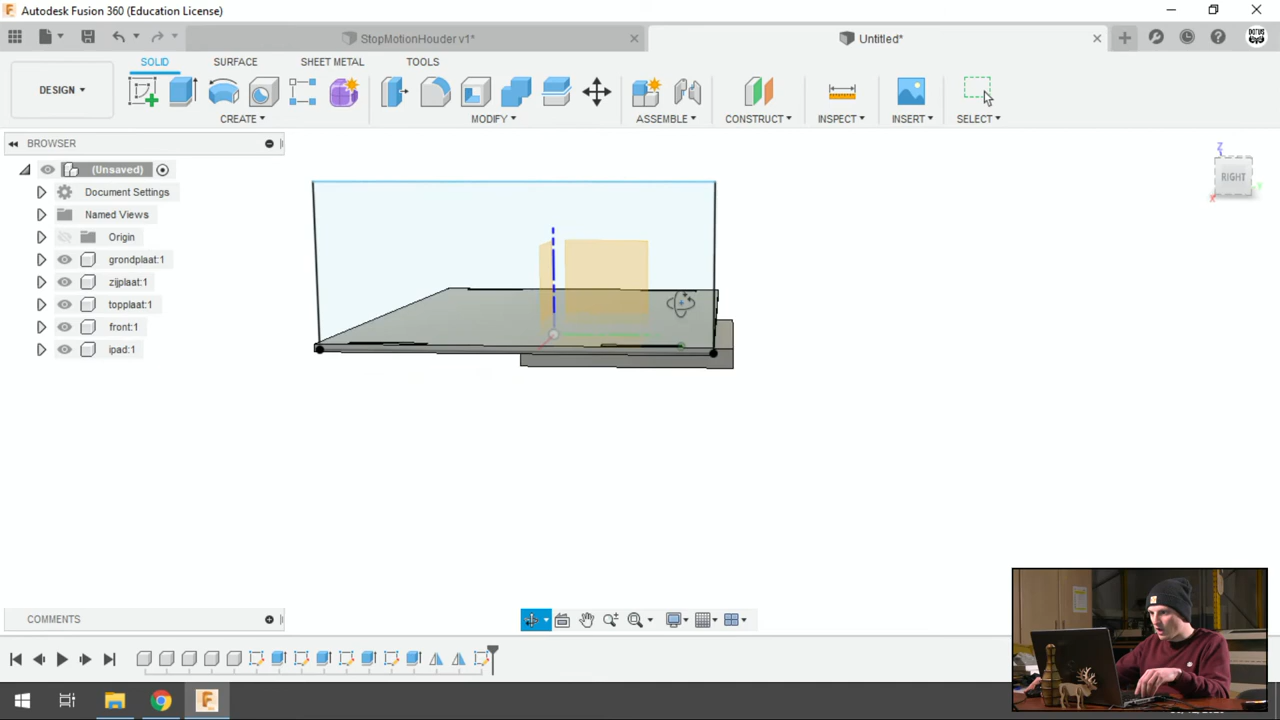 Autodesk Fusion 360 (Education License)
StopMotionHouder v1*
Untitled*
SOLID SURFACE SHEET METAL TOOLS
DESIGN
CREATE MODIFY ASSEMBLE CONSTRUCT INSPECT INSERT SELECT
BROWSER
(Unsaved)
Document Settings
Named Views
Origin
grondplaat:1
zijplaat:1
topplaat:1
front:1
ipad:1
Z
RIGHT
X
Y
COMMENTS